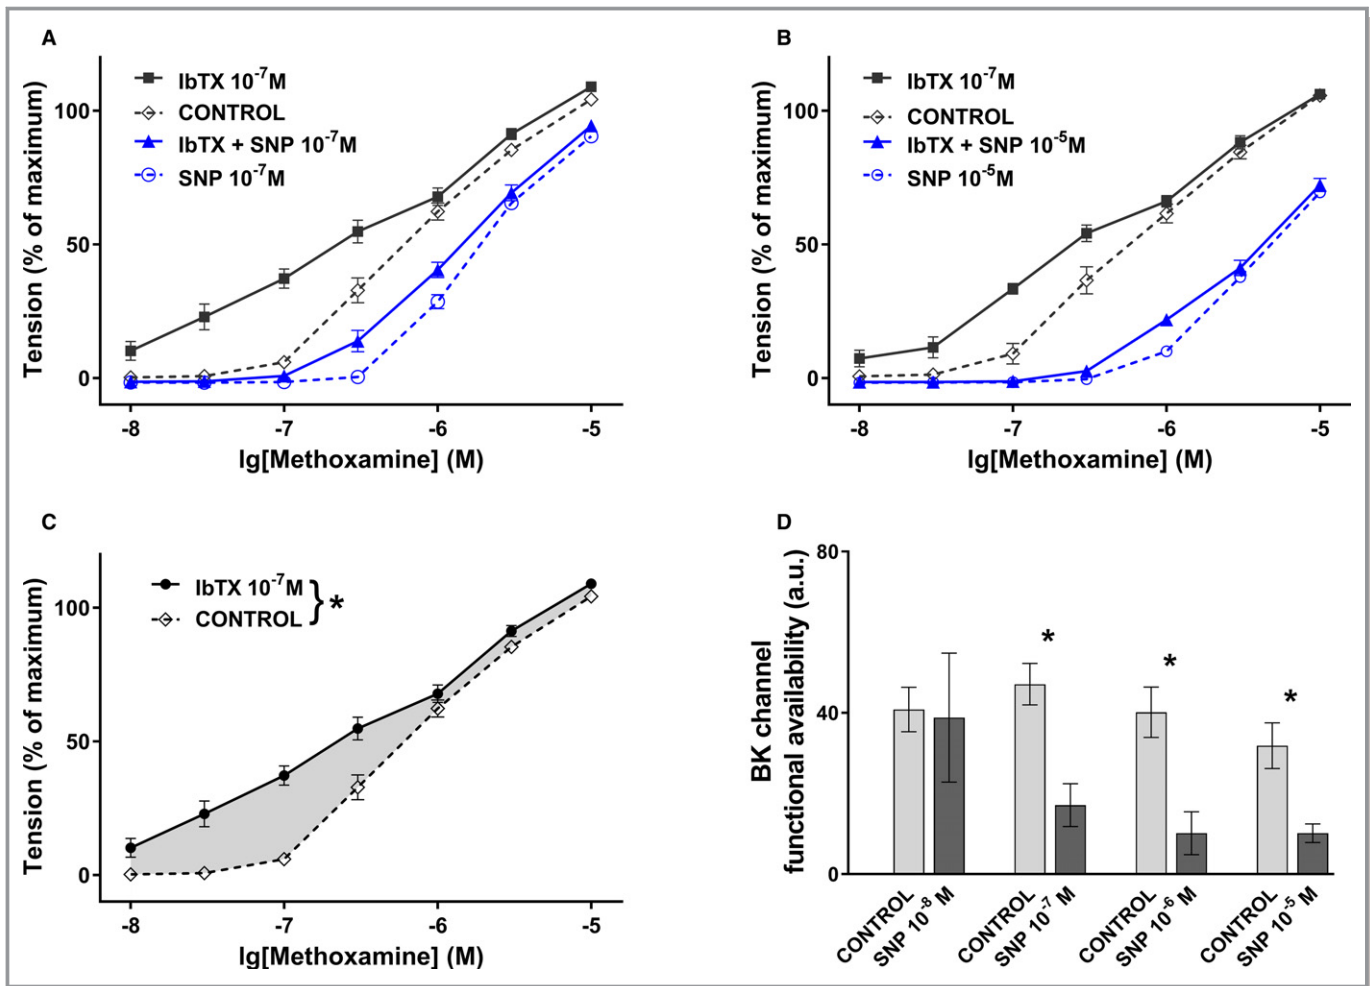 A
IbTX 10⁻⁷M
CONTROL
IbTX + SNP 10⁻⁷M
SNP 10⁻⁷M
Tension (% of maximum)
100
50
0
-8 -7 -6 -5
lg[Methoxamine] (M)
B
IbTX 10⁻⁷M
CONTROL
IbTX + SNP 10⁻⁵M
SNP 10⁻⁵M
Tension (% of maximum)
100
50
0
-8 -7 -6 -5
lg[Methoxamine] (M)
C
IbTX 10⁻⁷M
CONTROL
} *
Tension (% of maximum)
100
50
0
-8 -7 -6 -5
lg[Methoxamine] (M)
D
BK channel
functional availability (a.u.)
80
40
0
* * *
CONTROL
SNP 10⁻⁸ M
CONTROL
SNP 10⁻⁷ M
CONTROL
SNP 10⁻⁶ M
CONTROL
SNP 10⁻⁵ M